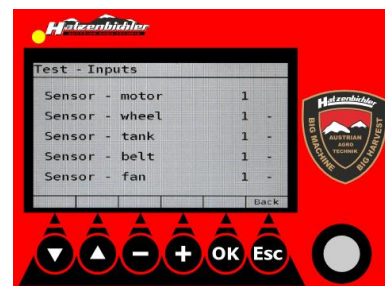 Hatzenbichler
Test - Inputs
Sensor - motor 1
Sensor - wheel 1 -
Sensor - tank 1 -
Sensor - belt 1 -
Sensor - fan 1 -
Back
OK
Esc
Hatzenbichler
AUSTRIAN
AGRO
TECHNIK
BIG MACHINE
BIG HARVEST